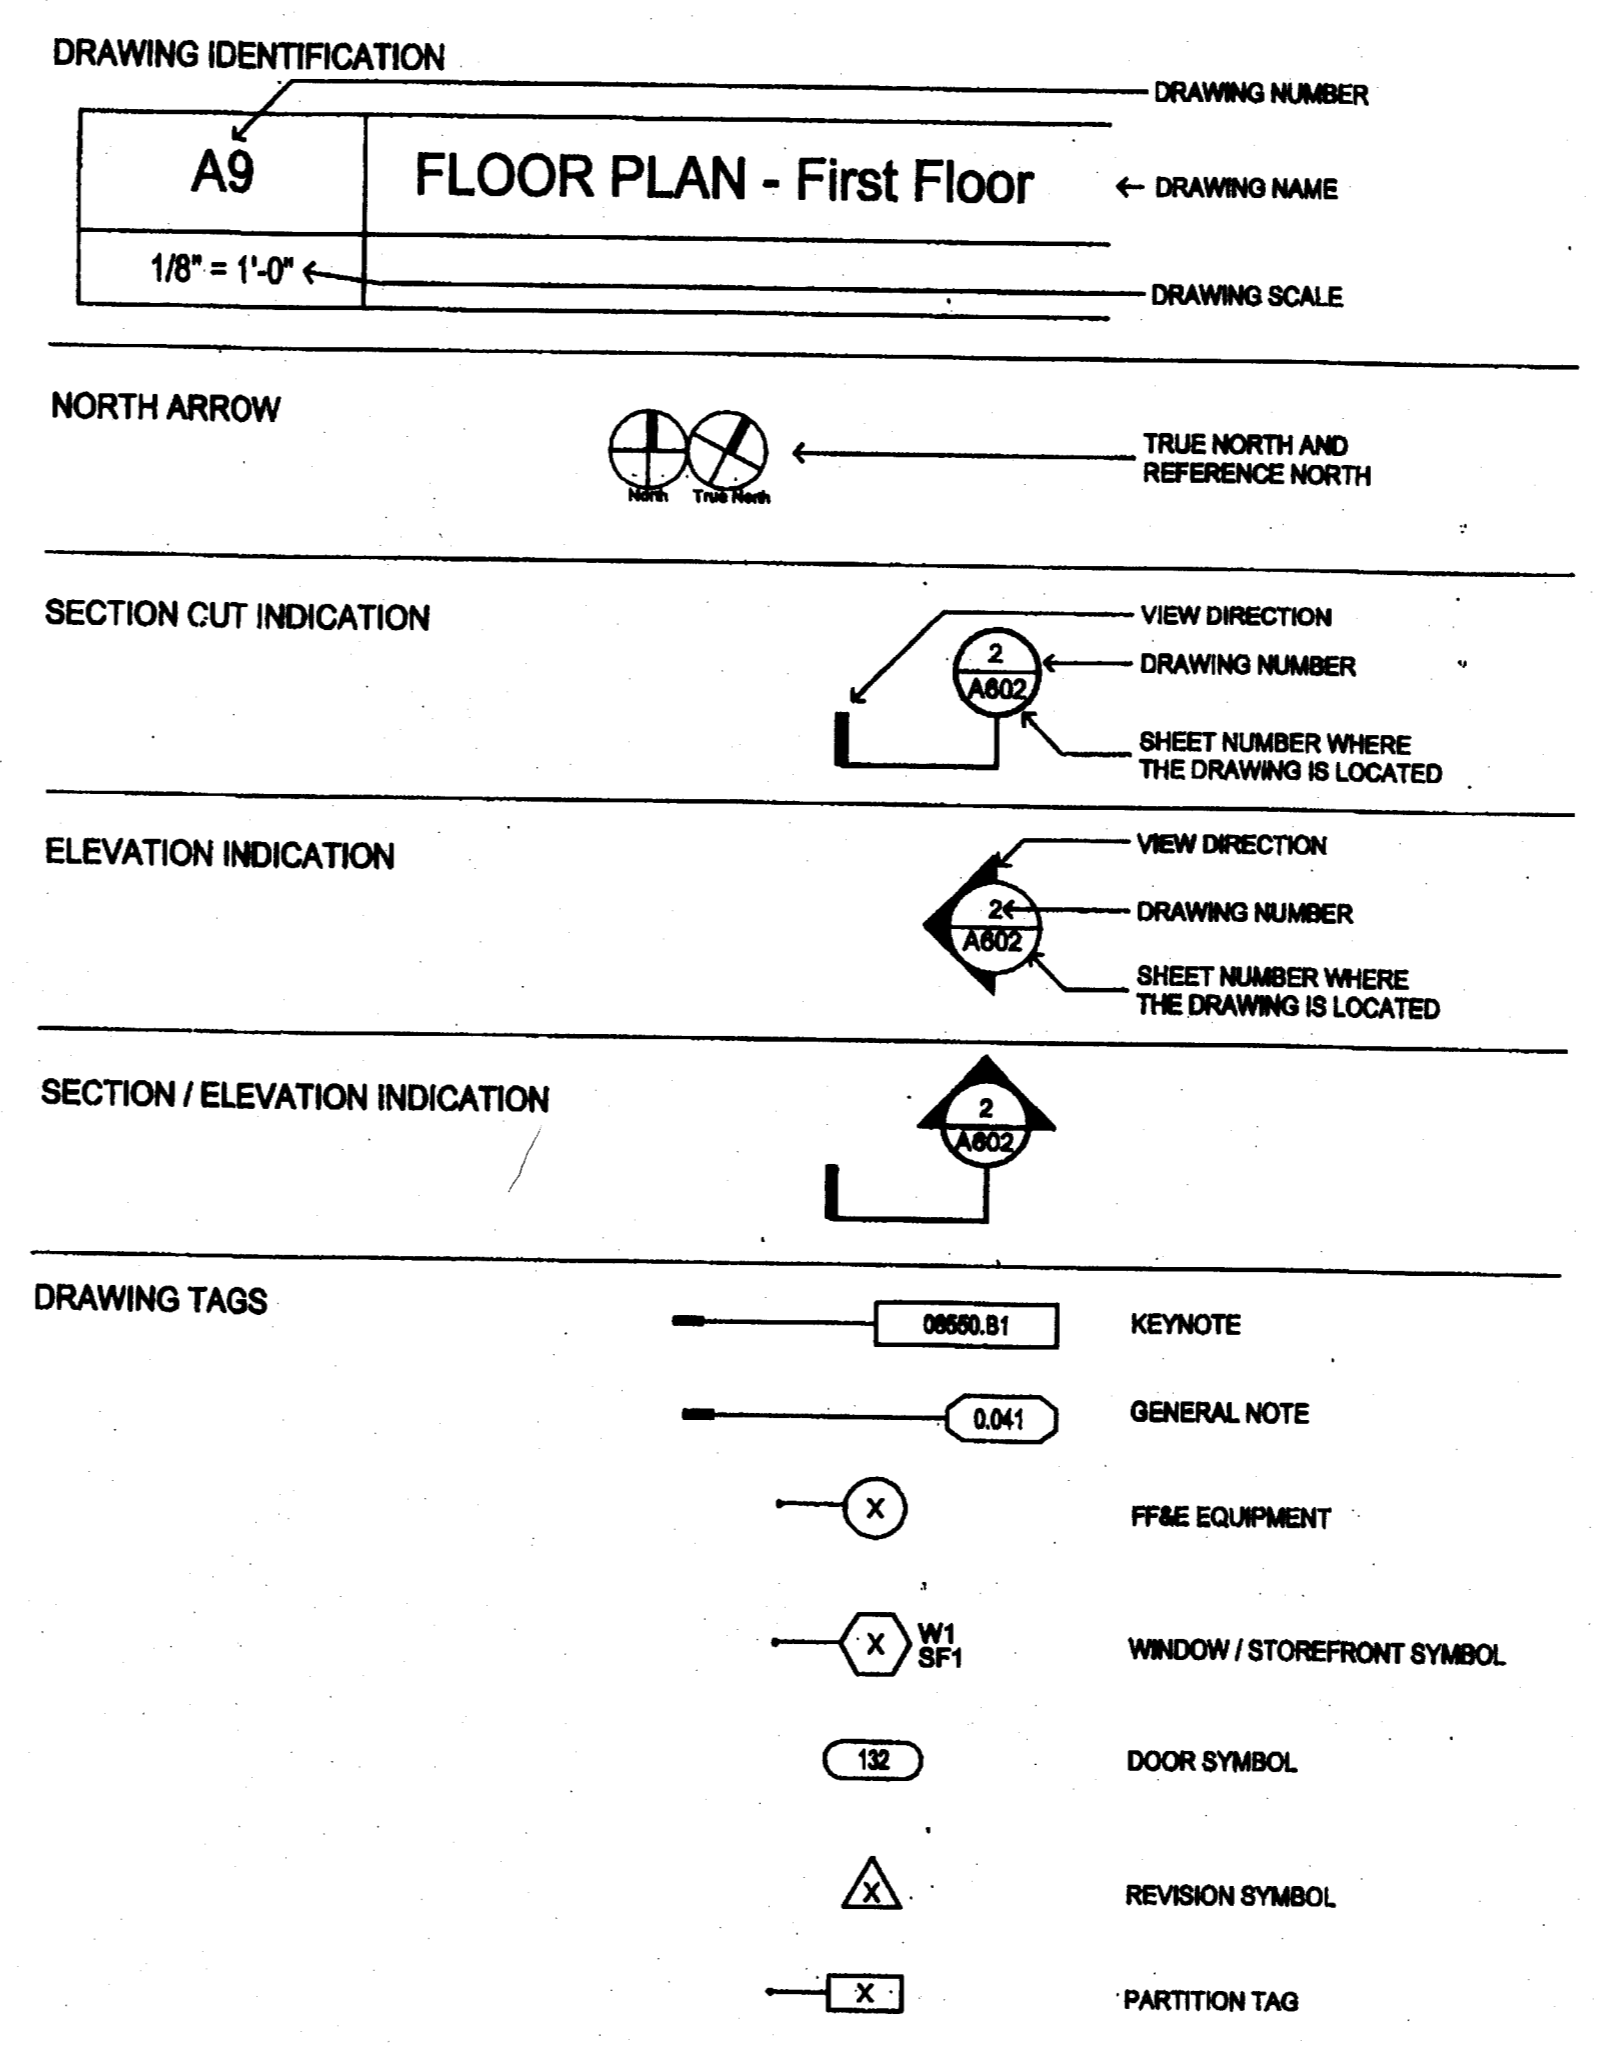 DRAWING IDENTIFICATION
DRAWING NUMBER
A9
FLOOR PLAN - First Floor
DRAWING NAME
1/8" = 1'-0"
DRAWING SCALE
NORTH ARROW
TRUE NORTH AND
REFERENCE NORTH
North
True North
SECTION CUT INDICATION
VIEW DIRECTION
2
DRAWING NUMBER
A602
SHEET NUMBER WHERE
THE DRAWING IS LOCATED
ELEVATION INDICATION
VIEW DIRECTION
2
DRAWING NUMBER
A602
SHEET NUMBER WHERE
THE DRAWING IS LOCATED
SECTION / ELEVATION INDICATION
2
A602
DRAWING TAGS
08550.B1
KEYNOTE
0.041
GENERAL NOTE
X
FF&E EQUIPMENT
X
W1
SF1
WINDOW / STOREFRONT SYMBOL
132
DOOR SYMBOL
X
REVISION SYMBOL
X
PARTITION TAG